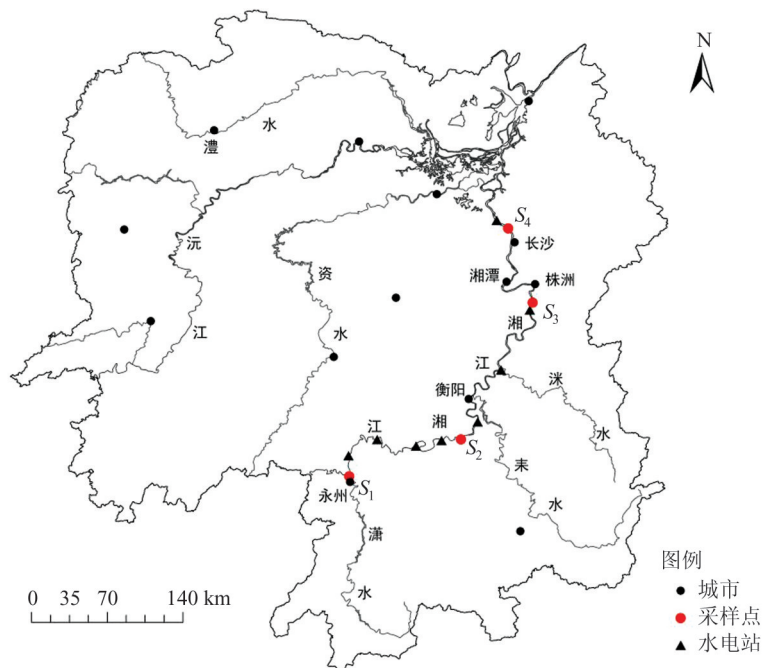 N
水
澧
S4
长沙
沅
湘潭
株洲
资
S3
湘
江
水
江
洣
衡阳
江
湘
水
S2
耒
永州
S1
水
潇
水
图例
城市
采样点
水电站
0 35 70 140 km